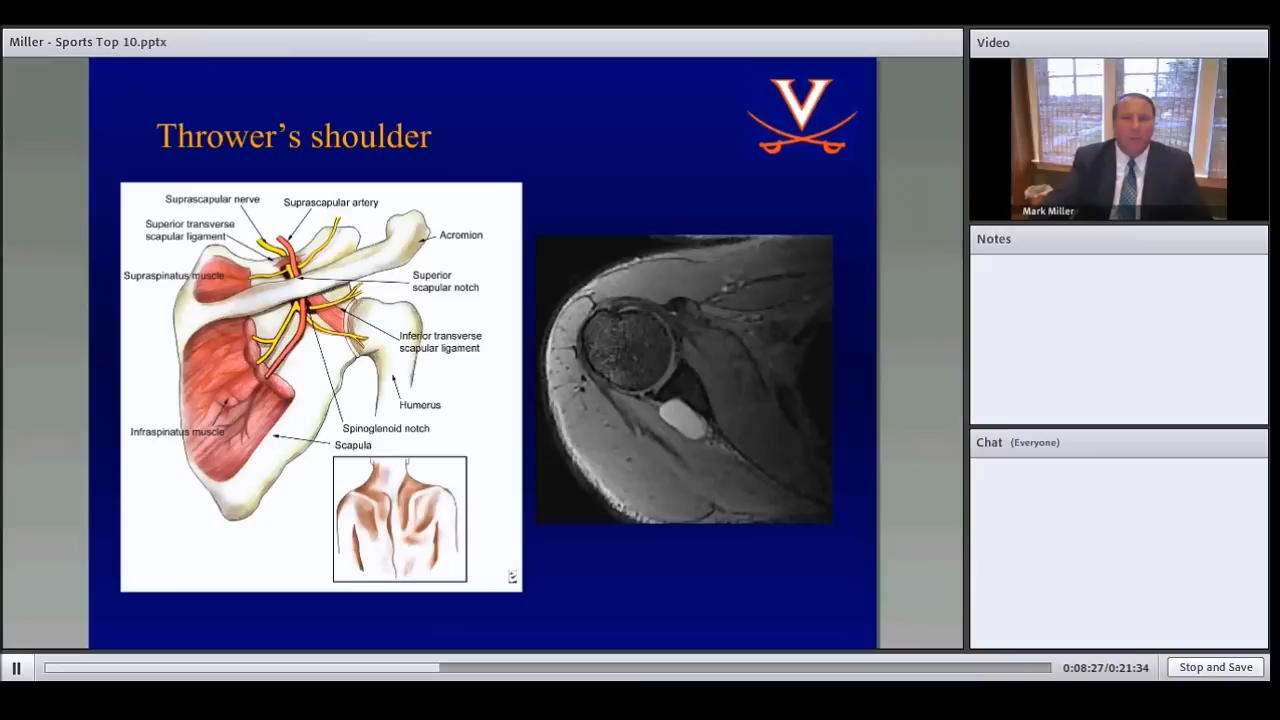 Miller - Sports Top 10.pptx
Thrower's shoulder
Suprascapular nerve
Suprascapular artery
Superior transverse
scapular ligament
Acromion
Supraspinatus muscle
Superior
scapular notch
Inferior transverse
scapular ligament
Humerus
Infraspinatus muscle
Spinoglenoid notch
Scapula
V
Video
Mark Miller
Notes
Chat (Everyone)
0:08:27/0:21:34
Stop and Save